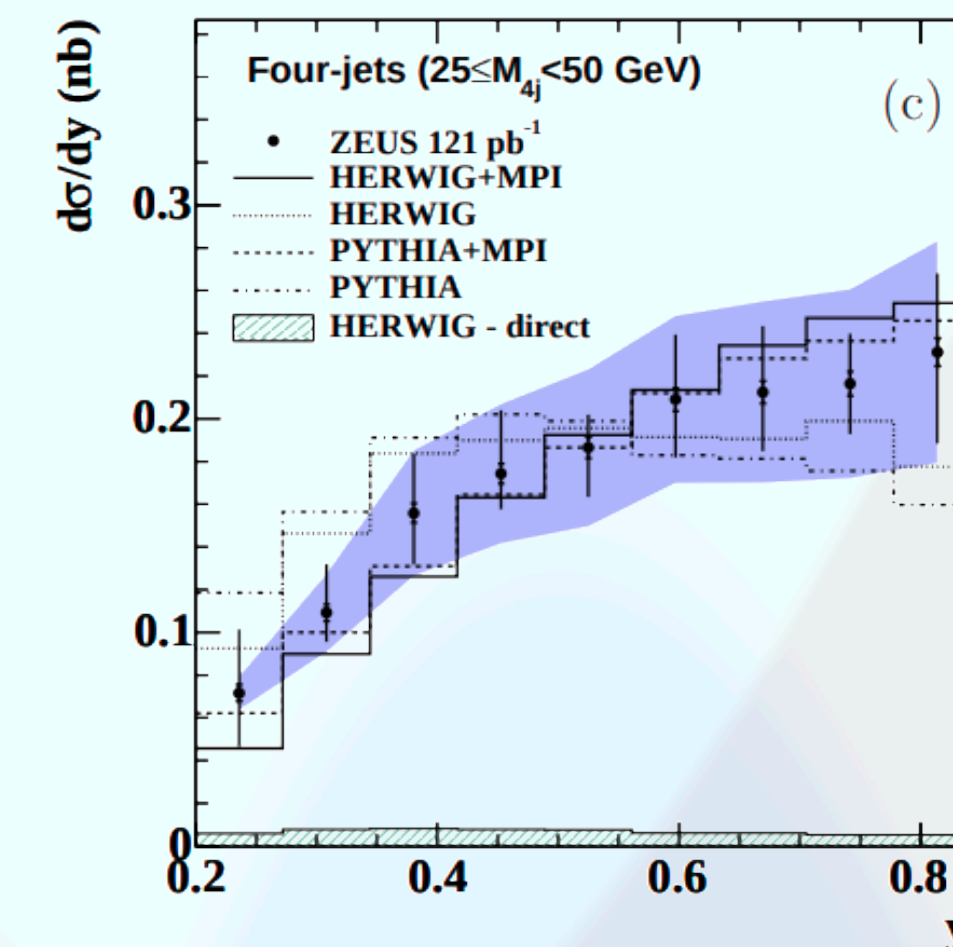 dσ/dy (nb)
Four-jets (25≤M4j<50 GeV)
(c)
ZEUS 121 pb-1
HERWIG+MPI
HERWIG
PYTHIA+MPI
PYTHIA
HERWIG - direct
0.3
0.2
0.1
0
0.2 0.4 0.6 0.8